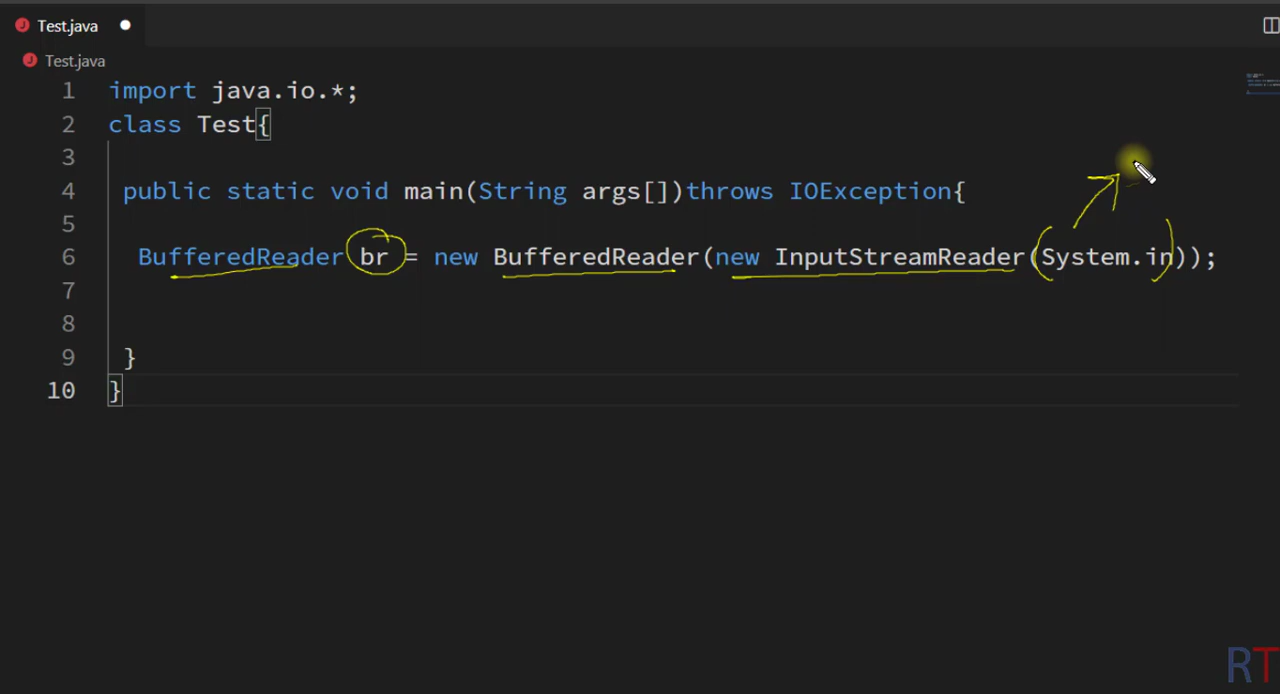 Test.java
Test.java
1 import java.io.*;
2 class Test{
3
4 public static void main(String args[])throws IOException{
5
6 BufferedReader br = new BufferedReader(new InputStreamReader(System.in));
7
8
9 }
10 }
RT